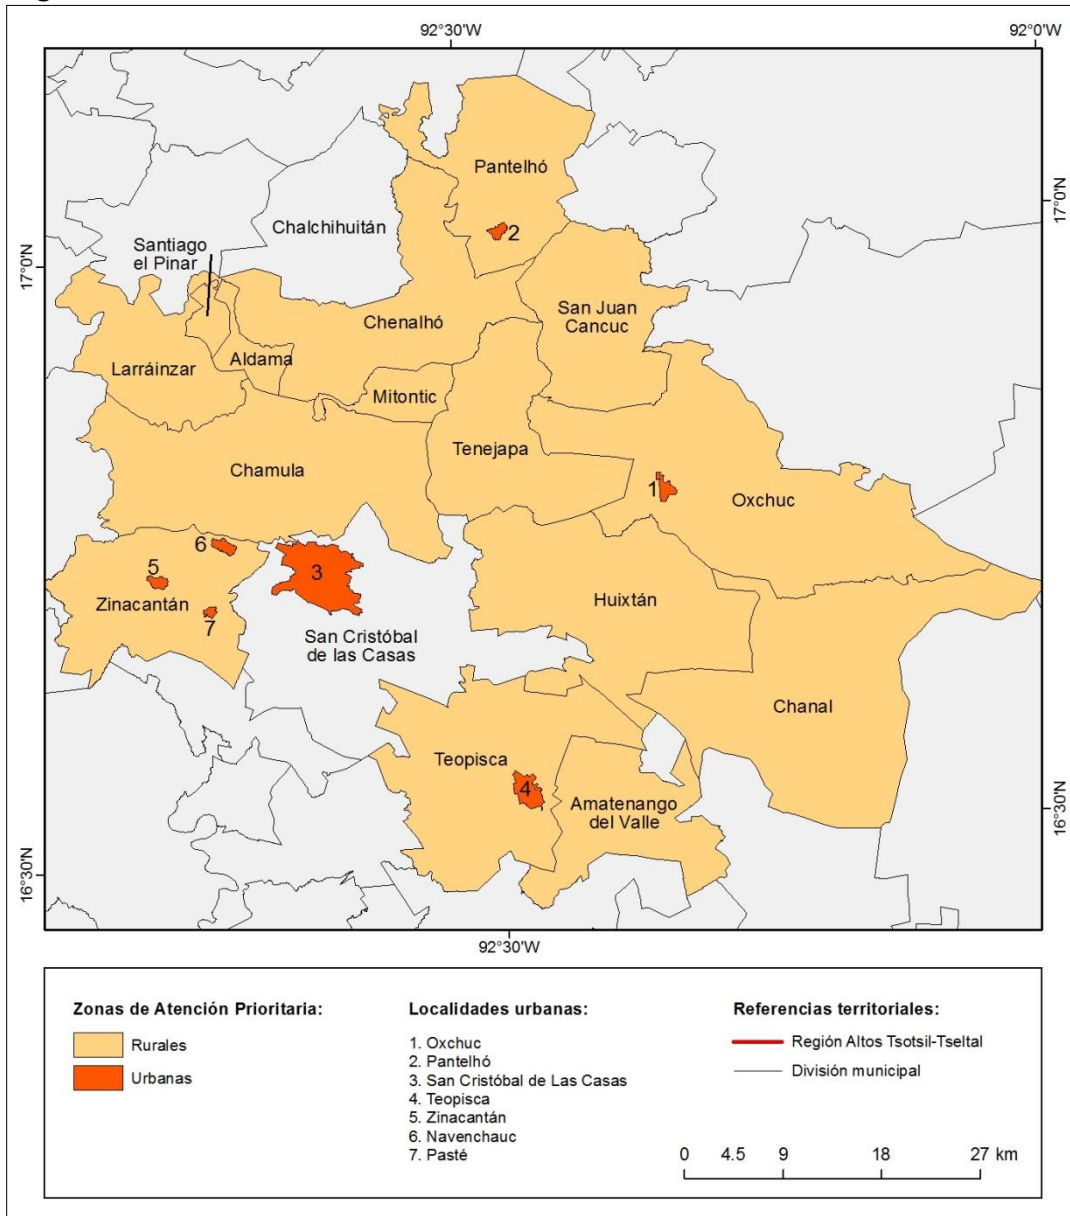 92°30'W
92°0'W
Pantelhó
17°0'N
Chalchihuitán
2
Santiago
el Pinar
17°0'N
San Juan
Cancuc
Chenalhó
Aldama
Larráinzar
Mitontic
Tenejapa
Chamula
1
Oxchuc
6
5
3
Huixtán
Zinacantán
7
San Cristóbal
de las Casas
Chanal
Teopisca
4
Amatenango
del Valle
16°30'N
16°30'N
92°30'W
Zonas de Atención Prioritaria:
Rurales
Urbanas
Localidades urbanas:
1. Oxchuc
2. Pantelhó
3. San Cristóbal de Las Casas
4. Teopisca
5. Zinacantán
6. Navenchauc
7. Pasté
Referencias territoriales:
Región Altos Tsotsil-Tseltal
División municipal
0 4.5 9 18 27 km